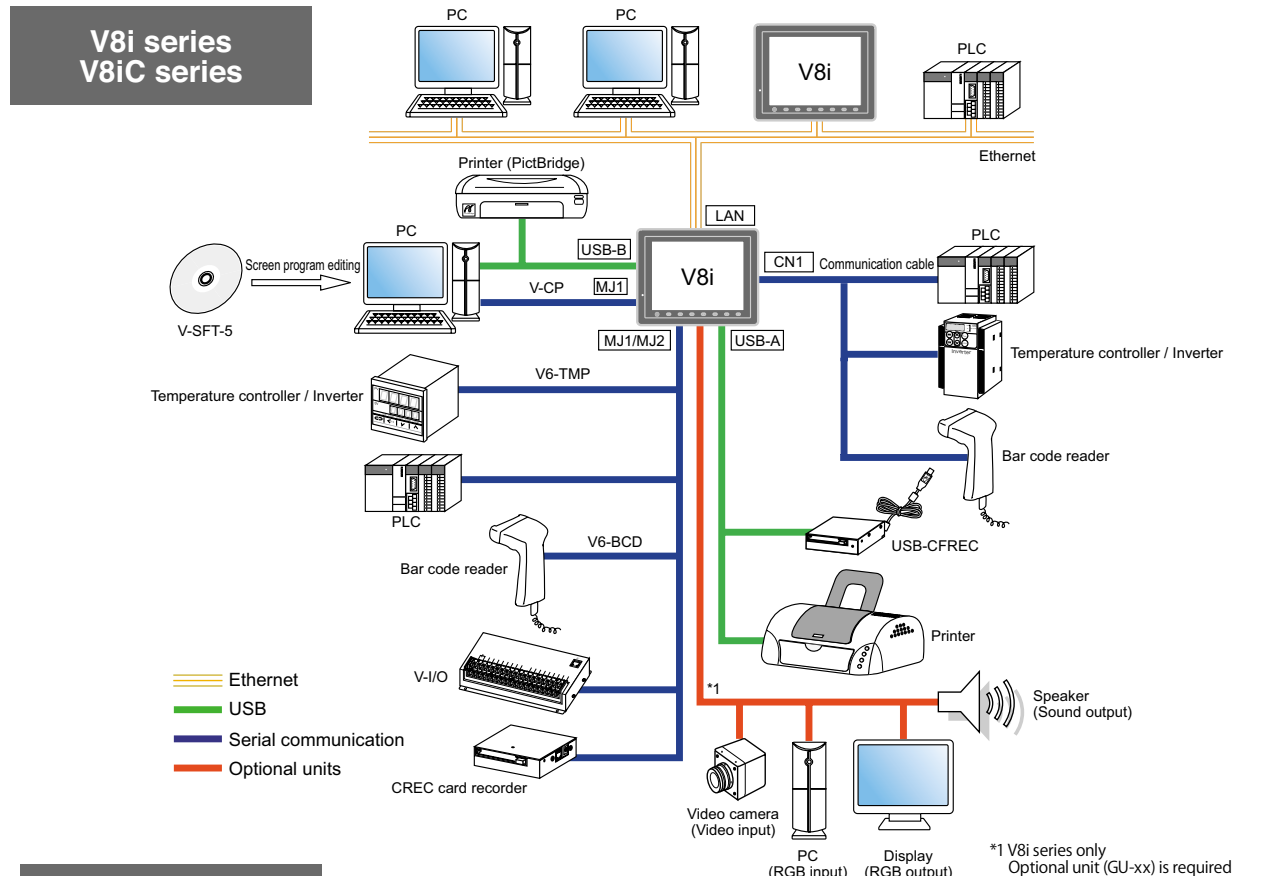 V8i series
V8iC series
PC
PC
V8i
PLC
Ethernet
Printer (PictBridge)
LAN
PC
USB-B
CN1
Communication cable
PLC
Screen program editing
V8i
V-CP
MJ1
V-SFT-5
MJ1/MJ2
USB-A
Inverter
Temperature controller / Inverter
V6-TMP
Temperature controller / Inverter
Bar code reader
PLC
USB-CFREC
V6-BCD
Bar code reader
Printer
V-I/O
Ethernet
USB
Serial communication
Optional units
*1
Speaker
(Sound output)
CREC card recorder
Video camera
(Video input)
PC
(RGB input)
Display
(RGB output)
*1 V8i series only
Optional unit (GU-xx) is required